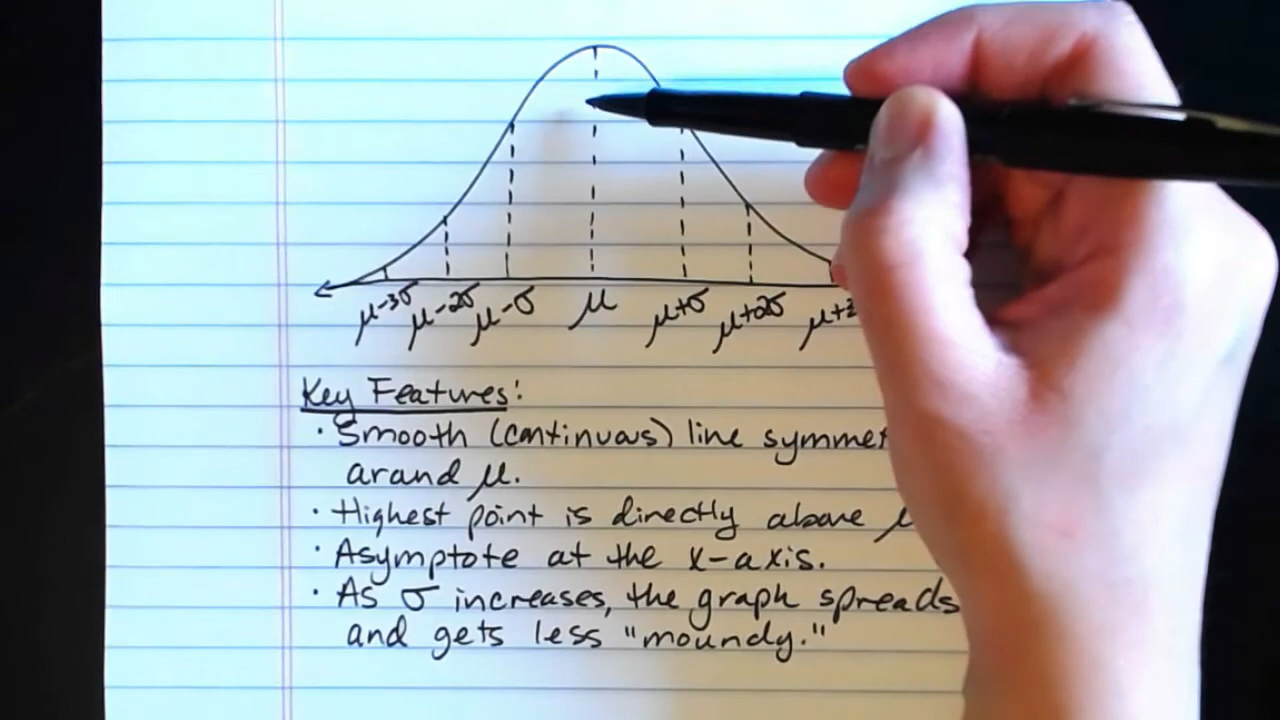 μ-3σ μ-2σ μ-σ μ μ+σ μ+2σ
Key Features:
· Smooth (continuous) line
arand μ.
· Highest point is directly above
· Asymptote at the x-axis.
· As σ increases, the graph spreads
and gets less "moundy."